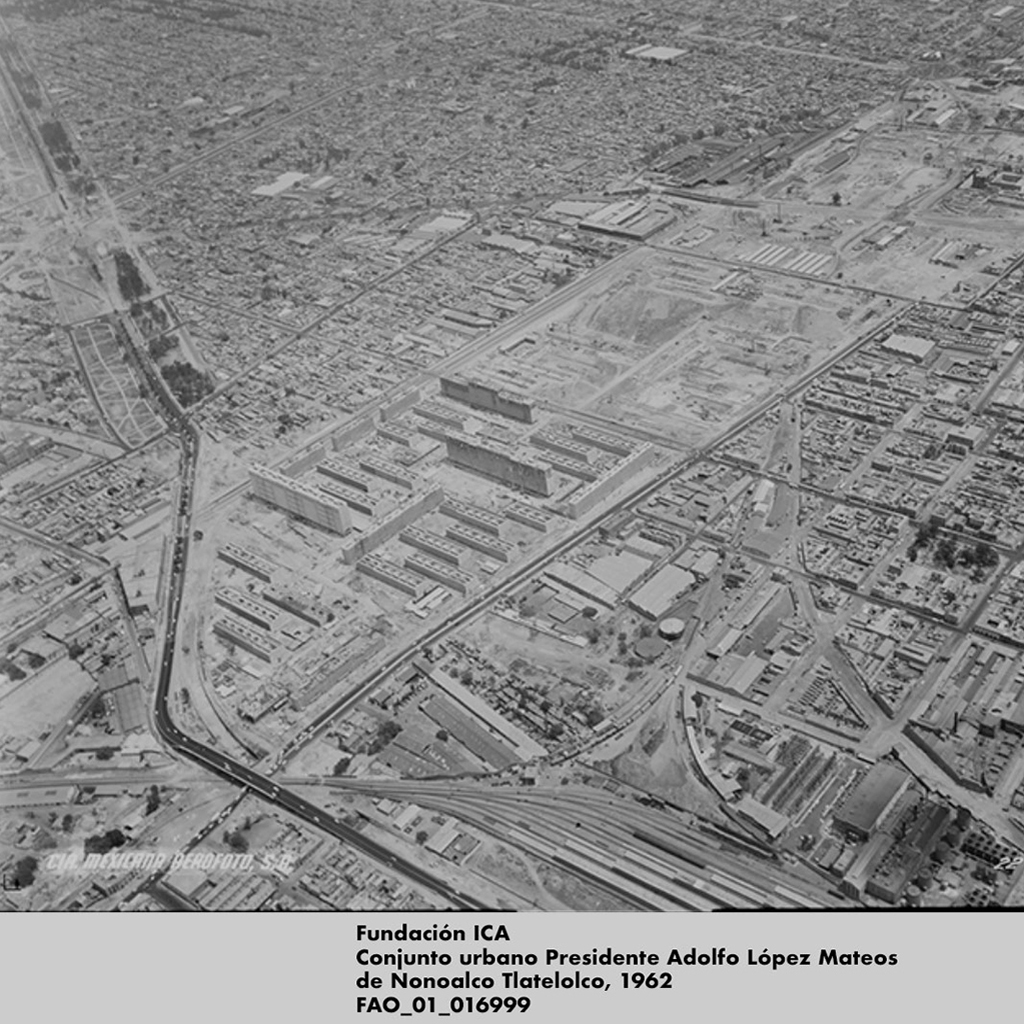 CIA. MEXICANA AEROFOTO, S.A.
Fundación ICA
Conjunto urbano Presidente Adolfo López Mateos
de Nonoalco Tlatelolco, 1962
FAO_01_016999